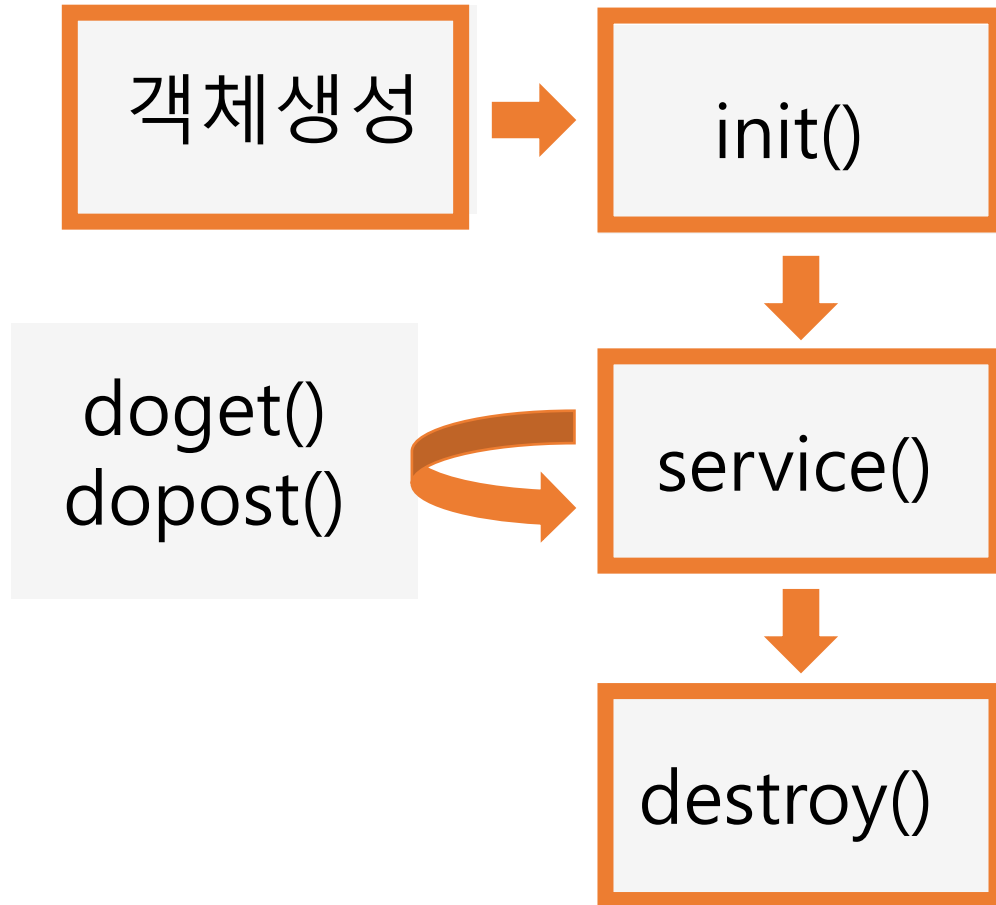 객체생성
init()
doget()
dopost()
service()
destroy()